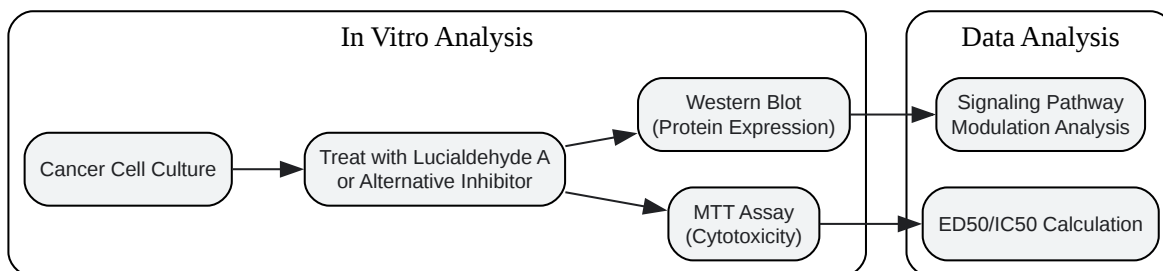 In Vitro Analysis
Data Analysis
Cancer Cell Culture
Treat with Lucialdehyde A
or Alternative Inhibitor
Western Blot
(Protein Expression)
MTT Assay
(Cytotoxicity)
Signaling Pathway
Modulation Analysis
ED50/IC50 Calculation